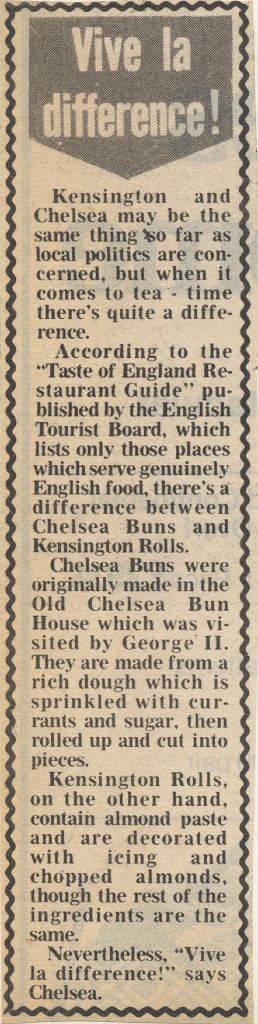 Vive la
difference!
Kensington and
Chelsea may be the
same thing so far as
local politics are con-
cerned, but when it
comes to tea - time
there's quite a diffe-
rence.
According to the
"Taste of England Re-
staurant Guide" pu-
blished by the English
Tourist Board, which
lists only those places
which serve genuinely
English food, there's a
difference between
Chelsea Buns and
Kensington Rolls.
Chelsea Buns were
originally made in the
Old Chelsea Bun
House which was vi-
sited by George II.
They are made from a
rich dough which is
sprinkled with cur-
rants and sugar, then
rolled up and cut into
pieces.
Kensington Rolls,
on the other hand,
contain almond paste
and are decorated
with icing and
chopped almonds,
though the rest of the
ingredients are the
same.
Nevertheless, "Vive
la difference!" says
Chelsea.